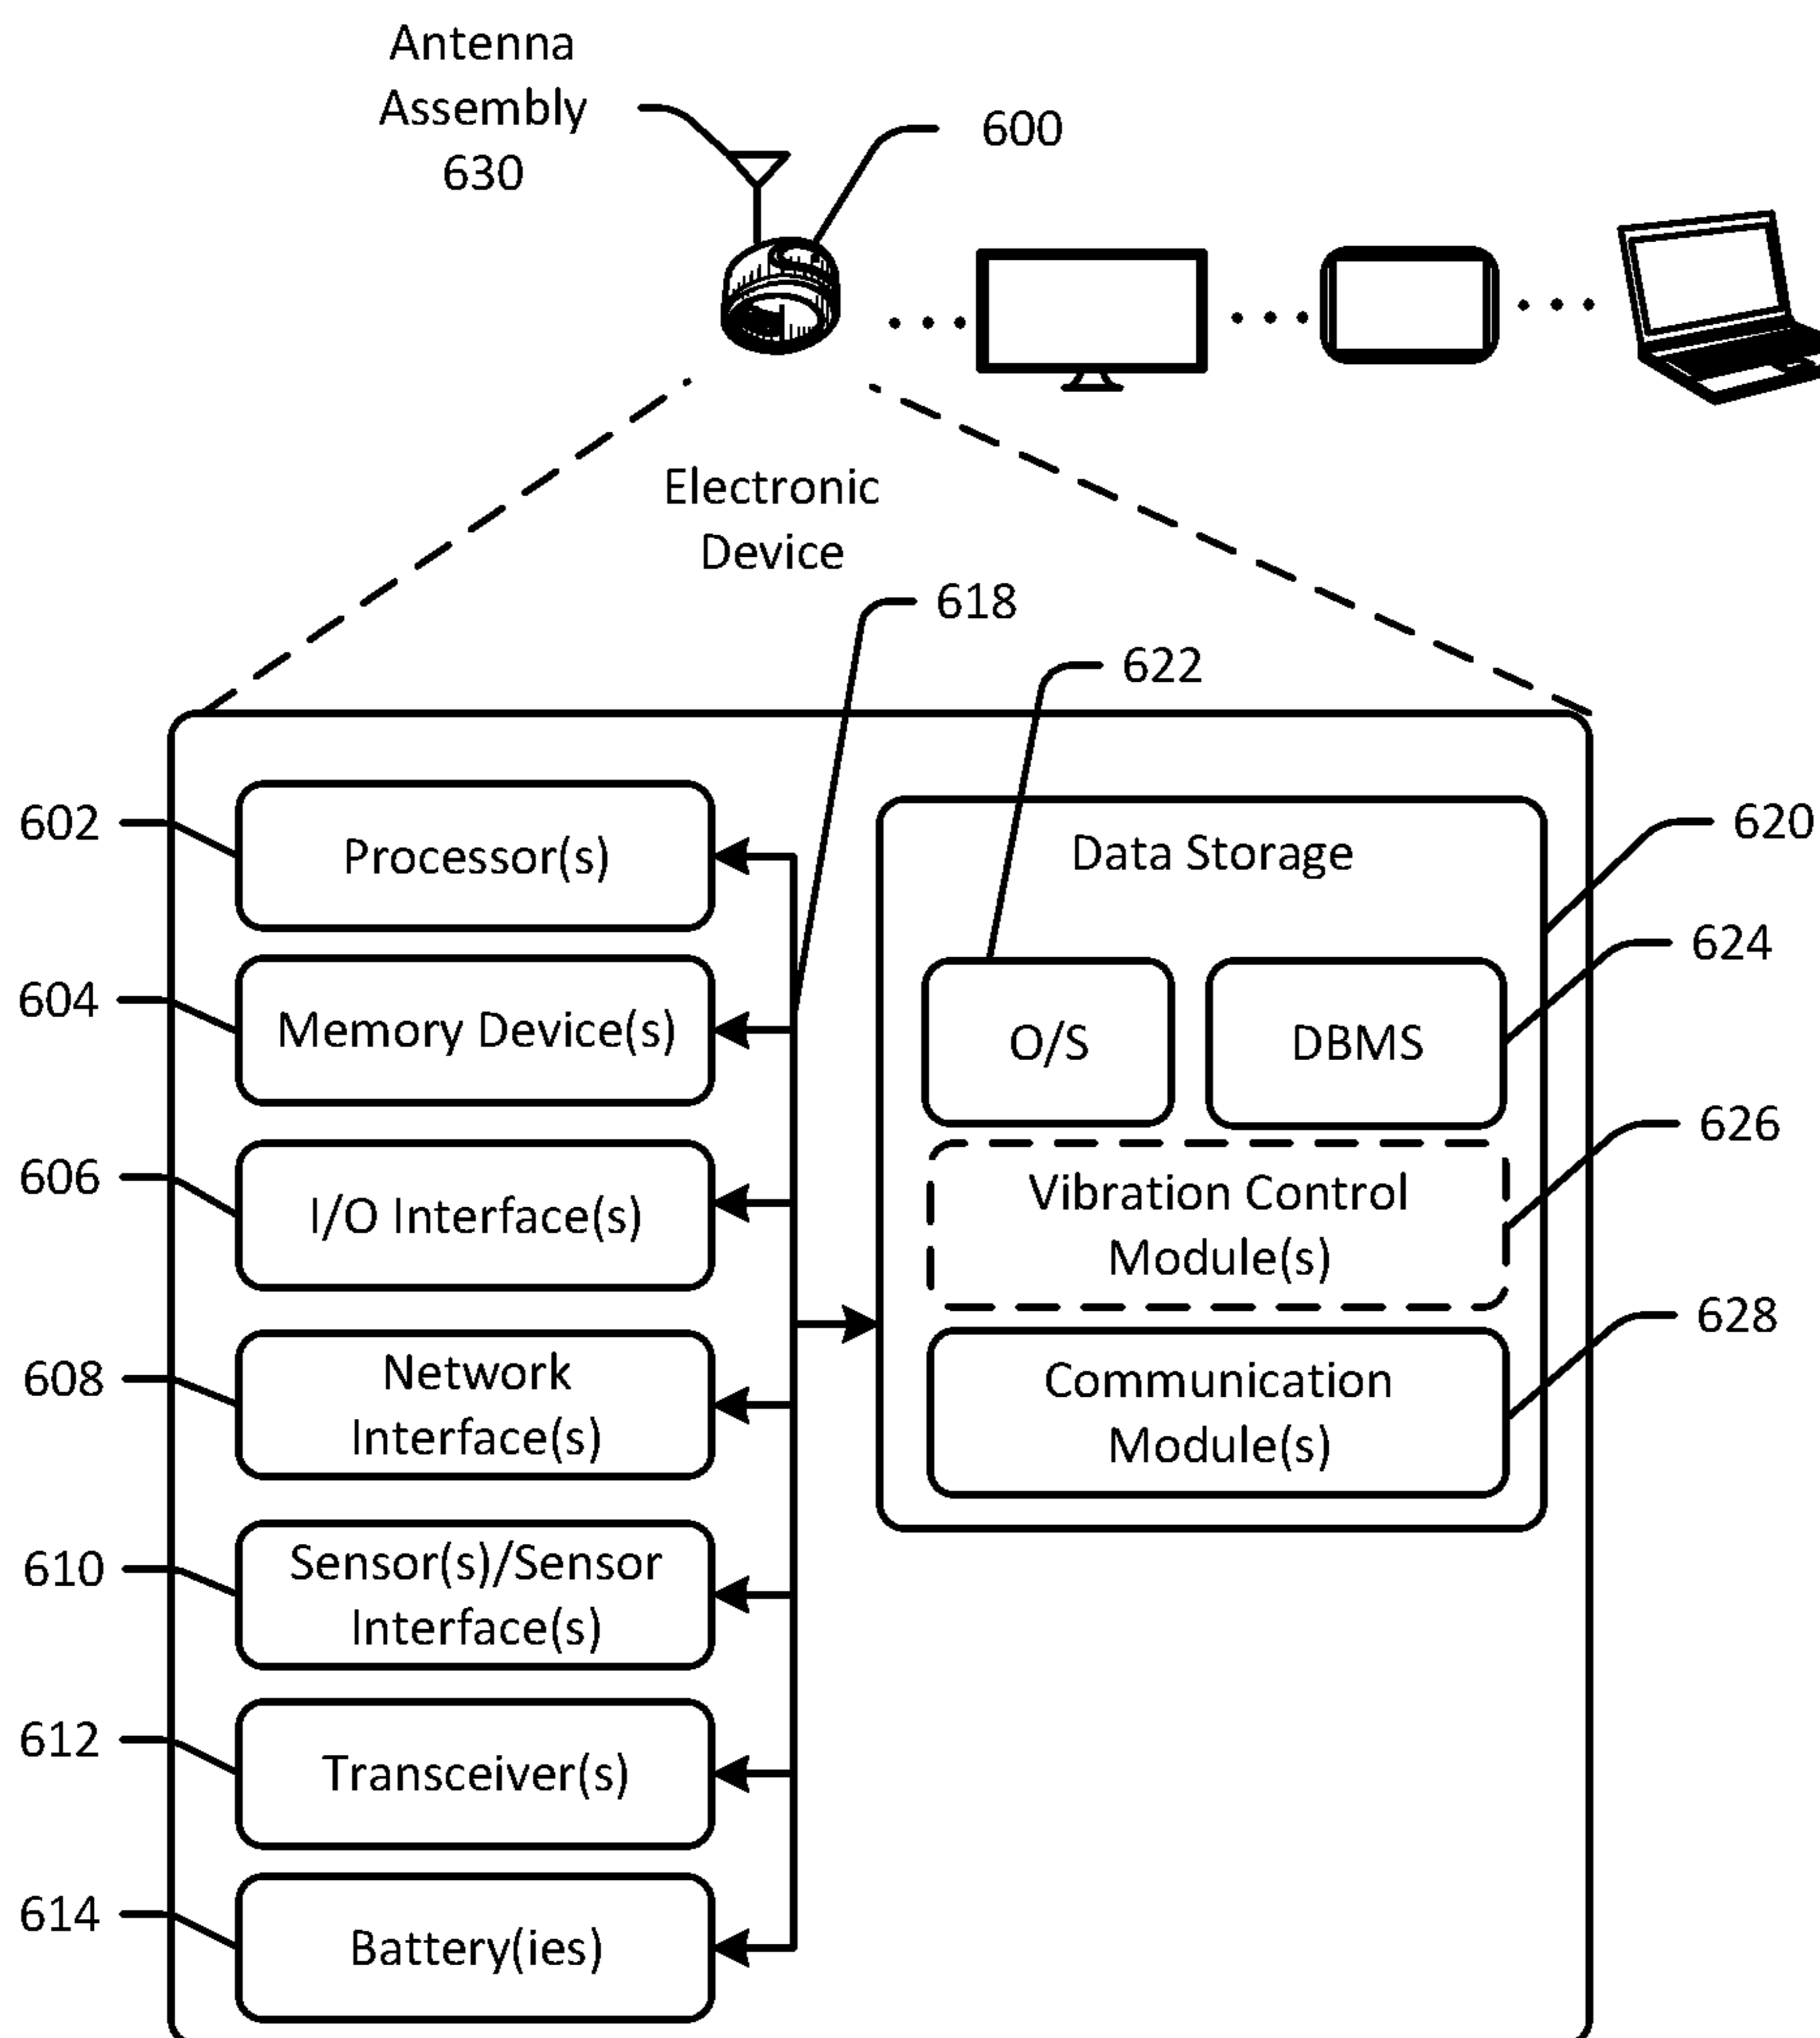 Antenna
Assembly
630
600
Electronic
Device
618
622
602
Processor(s)
Data Storage
620
604
Memory Device(s)
O/S
DBMS
624
606
I/O Interface(s)
Vibration Control
Module(s)
626
608
Network
Interface(s)
Communication
Module(s)
628
610
Sensor(s)/Sensor
Interface(s)
612
Transceiver(s)
614
Battery(ies)